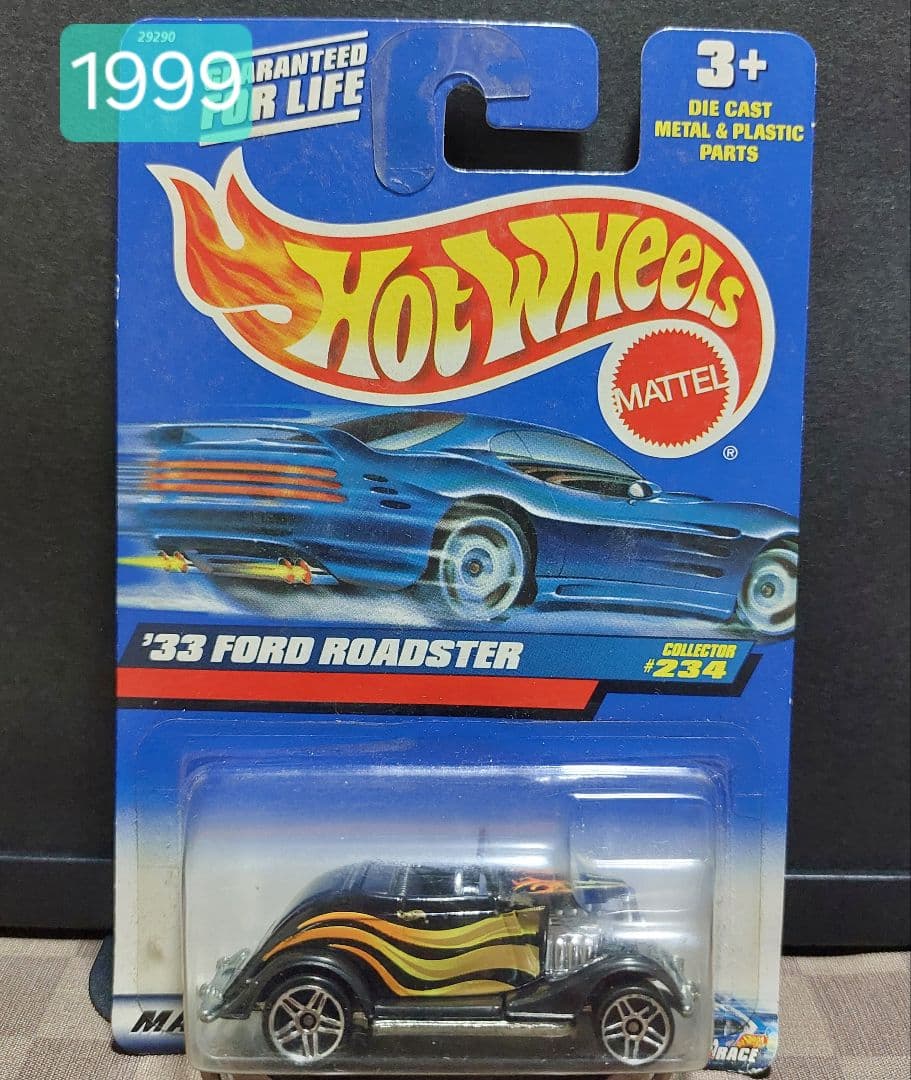 29290
1999
GUARANTEED
FOR LIFE
3+
DIE CAST
METAL & PLASTIC
PARTS
HOT WHEELS
MATTEL
®
'33 FORD ROADSTER
COLLECTOR
#234
RACE